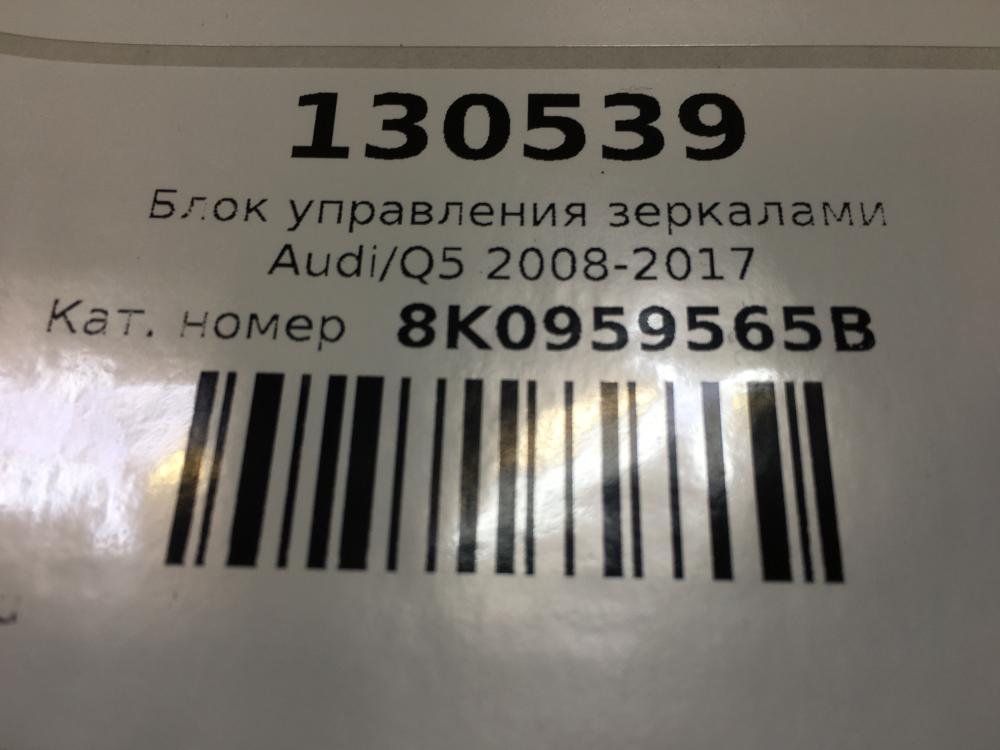 130539
Блок управления зеркалами
Audi/Q5 2008-2017
Кат. номер 8K0959565B